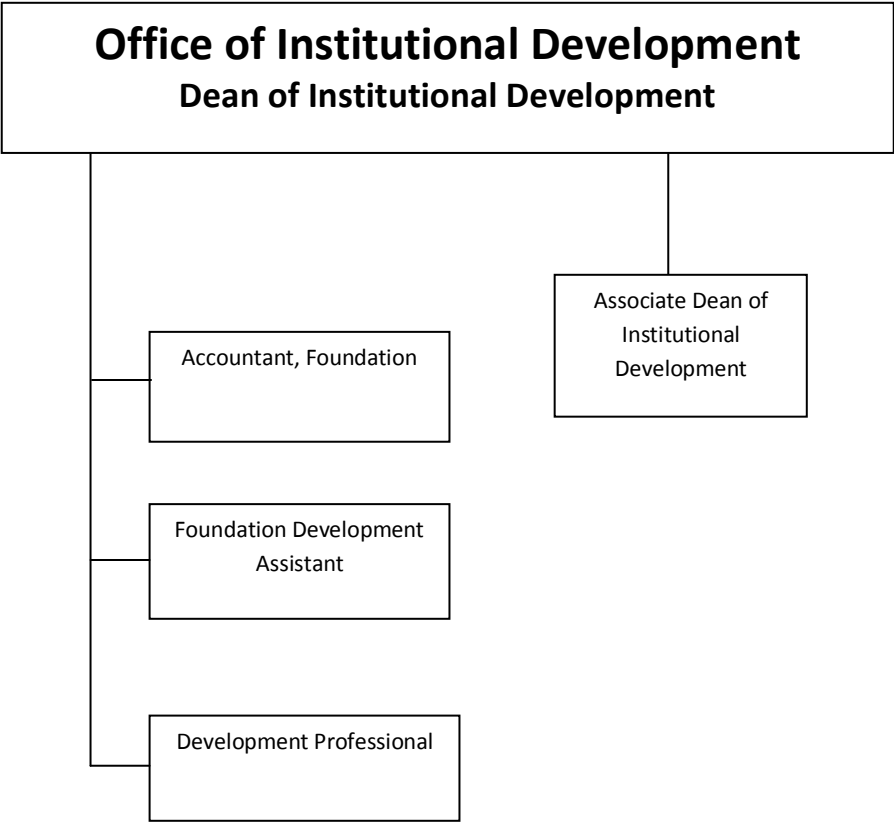 Office of Institutional Development
Dean of Institutional Development
Associate Dean of
Institutional
Development
Accountant, Foundation
Foundation Development
Assistant
Development Professional